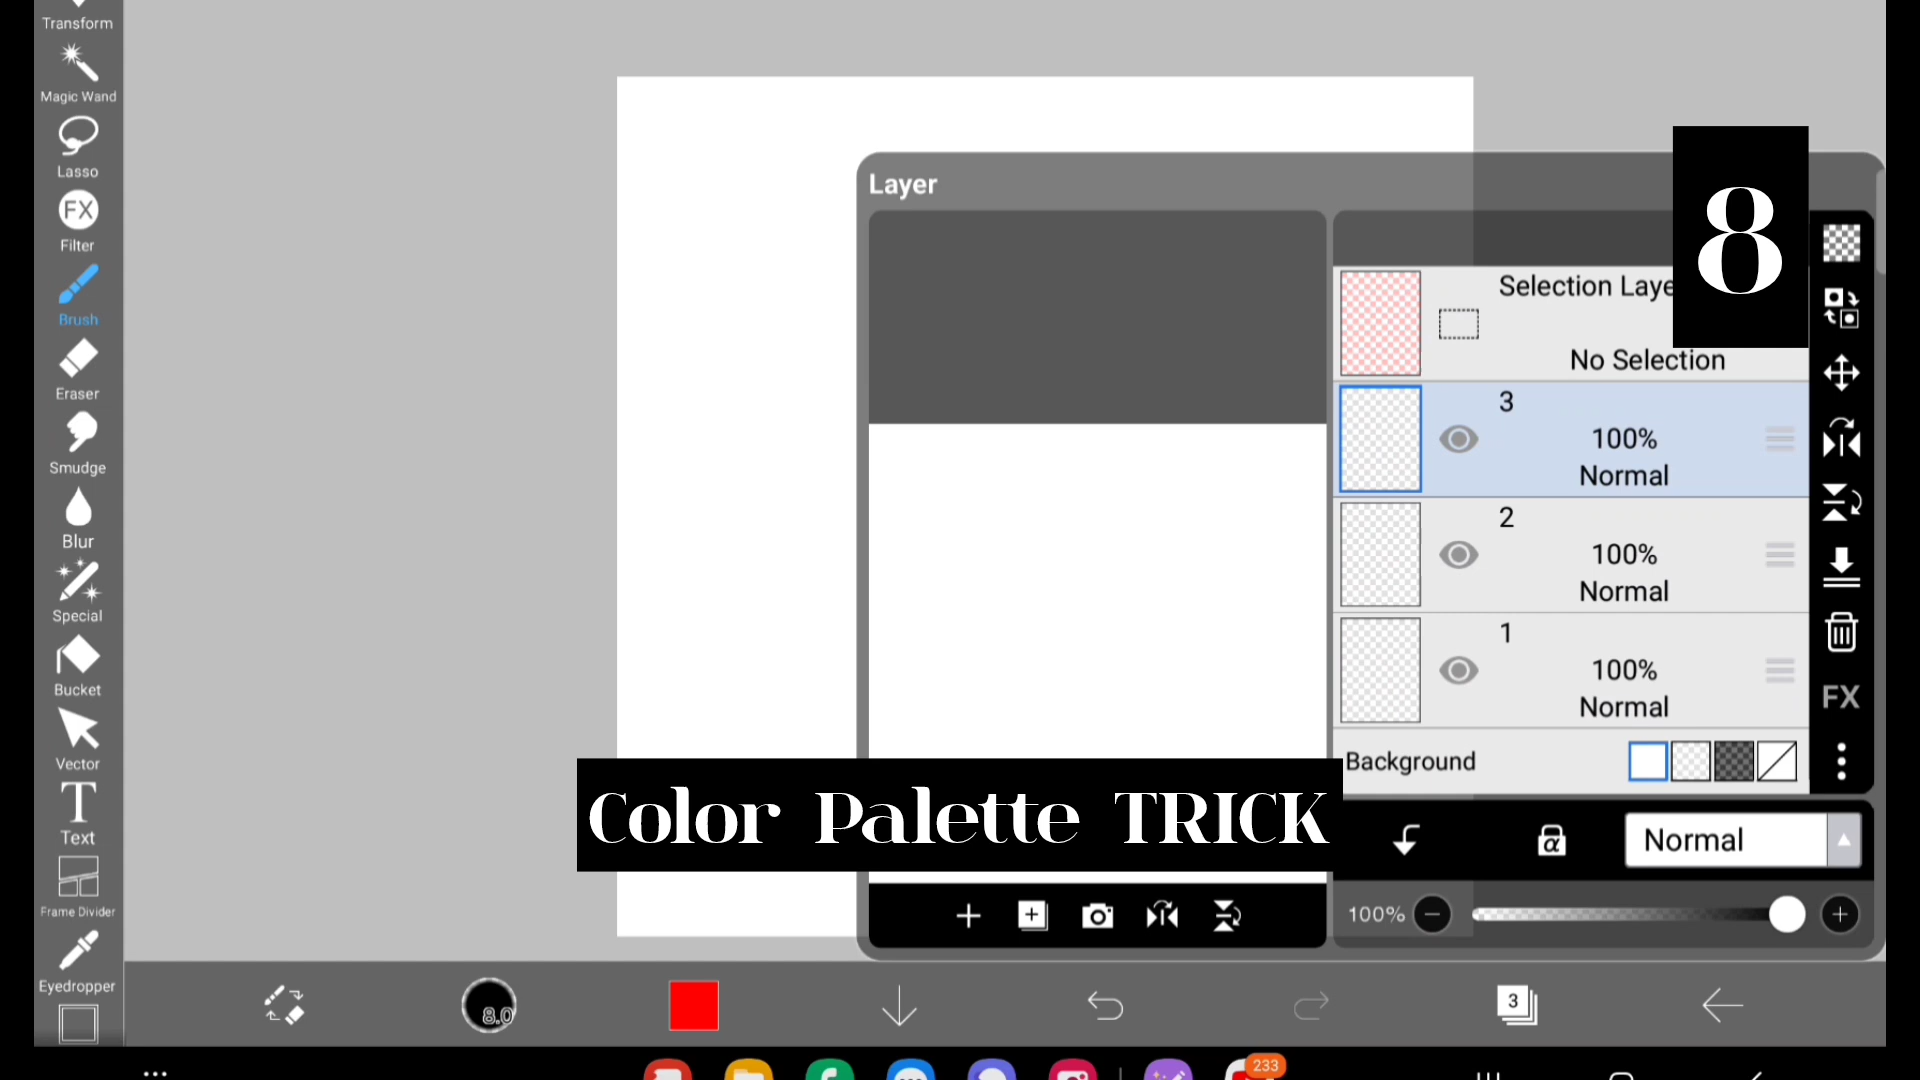 Transform
Magic Wand
Lasso
FX
Filter
Brush
Eraser
Smudge
Blur
Special
Bucket
Vector
T
Text
Frame Divider
Eyedropper
Layer
8
Selection Laye
No Selection
3
100%
Normal
2
100%
Normal
1
100%
Normal
FX
Background
Color Palette TRICK
α
Normal
100%
8.0
3
233